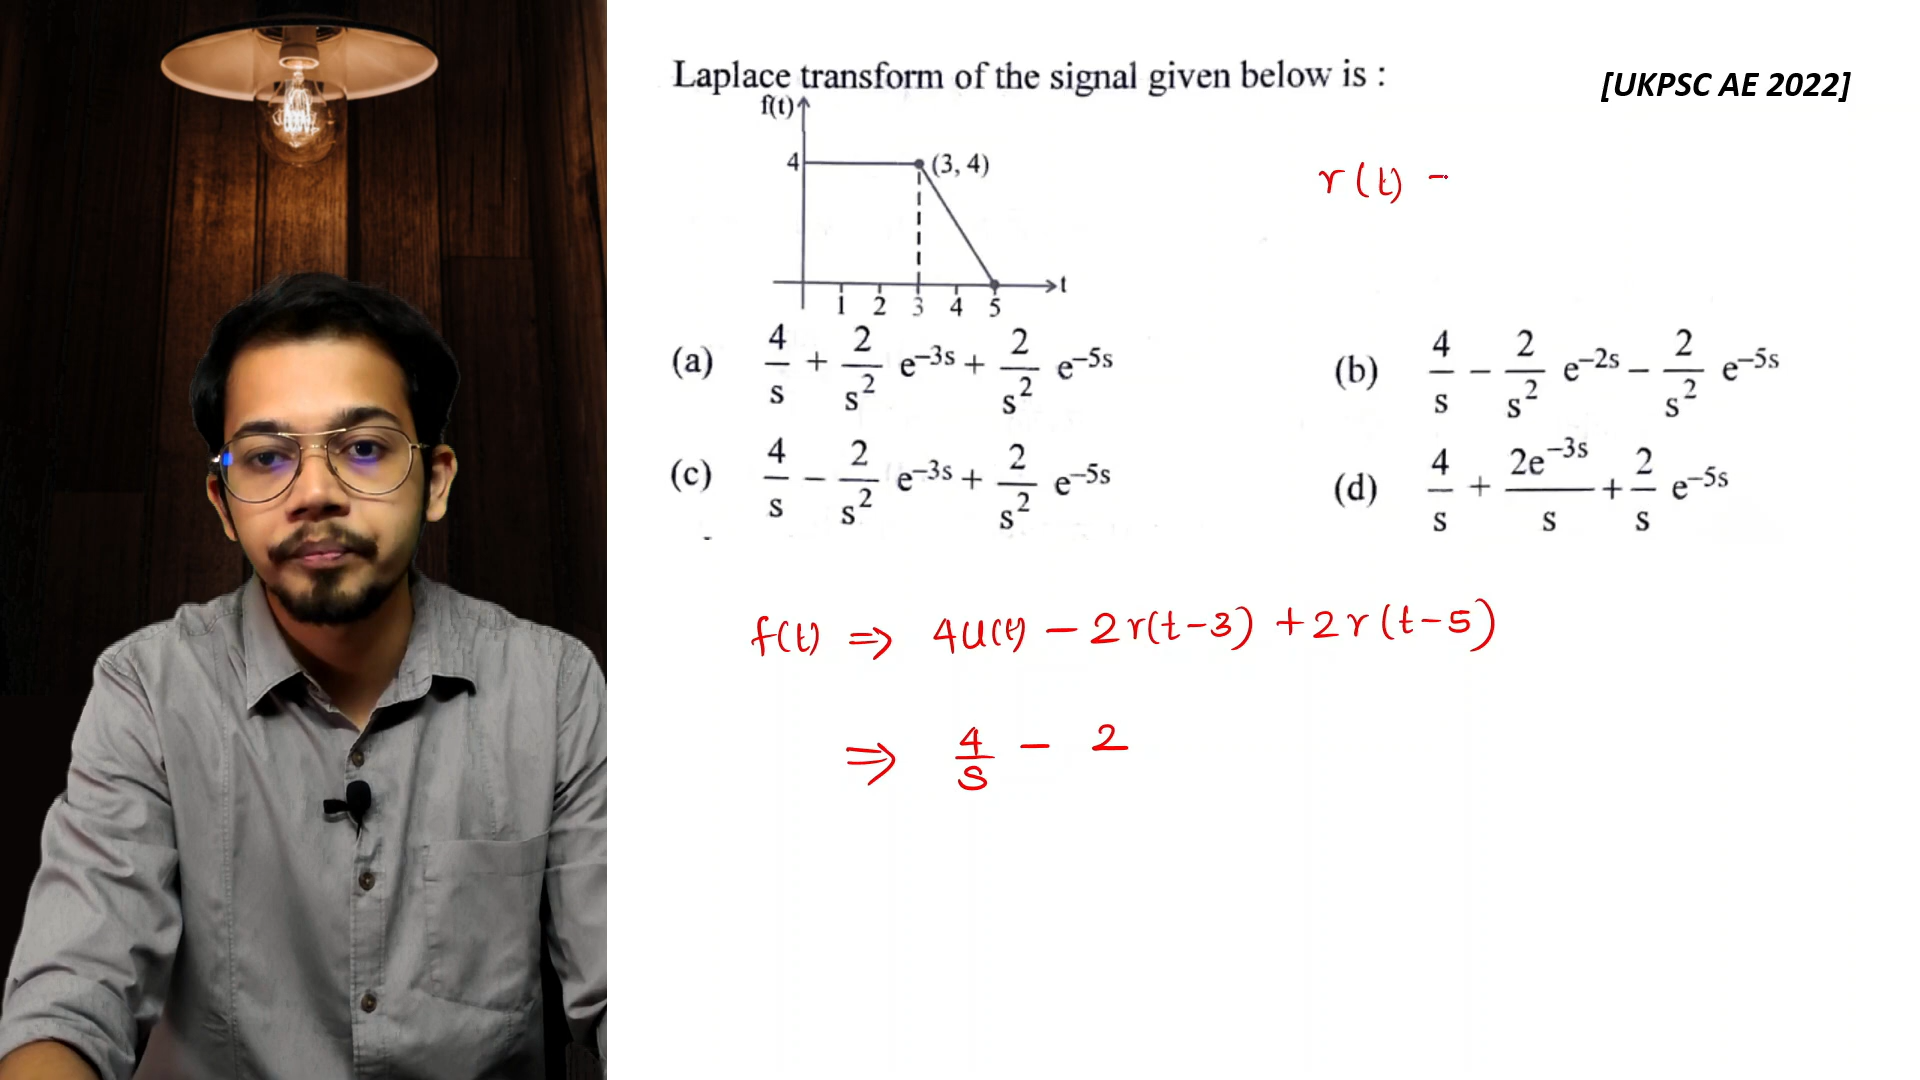 Laplace transform of the signal given below is :
[UKPSC AE 2022]
f(t)
4
(3, 4)
t
1 2 3 4 5
r(t) -
(a) 4/s + 2/s² e⁻³ˢ + 2/s² e⁻⁵ˢ
(b) 4/s − 2/s² e⁻²ˢ − 2/s² e⁻⁵ˢ
(c) 4/s − 2/s² e⁻³ˢ + 2/s² e⁻⁵ˢ
(d) 4/s + 2e⁻³ˢ/s + 2/s e⁻⁵ˢ
f(t) ⇒ 4u(t) − 2r(t−3) + 2r(t−5)
⇒ 4/s − 2